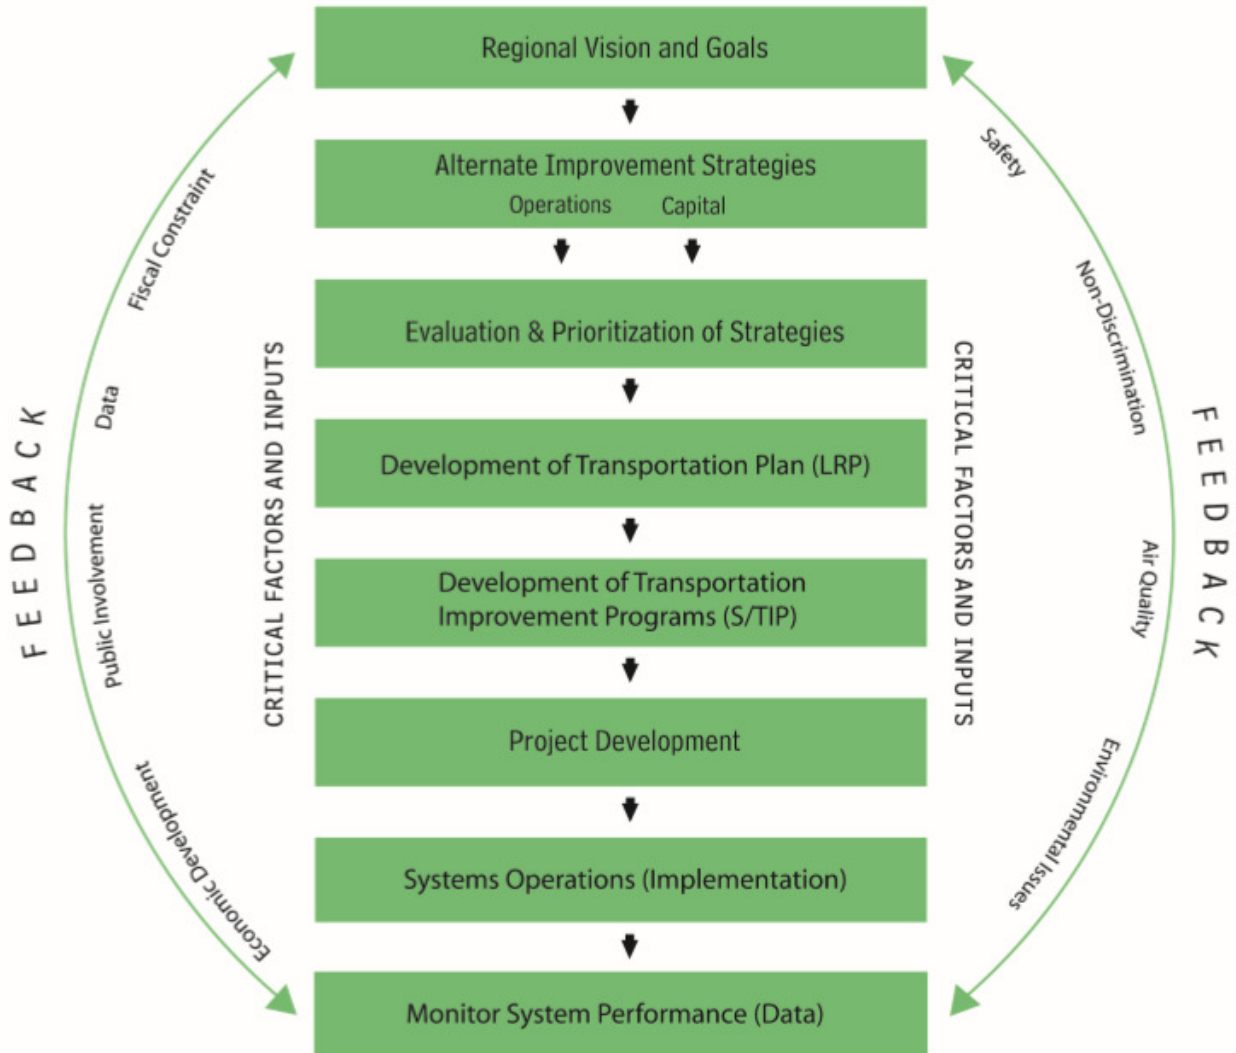 Regional Vision and Goals
Alternate Improvement Strategies
Operations Capital
Evaluation & Prioritization of Strategies
Development of Transportation Plan (LRP)
Development of Transportation
Improvement Programs (S/TIP)
Project Development
Systems Operations (Implementation)
Monitor System Performance (Data)
FEEDBACK
Fiscal Constraint
Data
Public Involvement
Economic Development
CRITICAL FACTORS AND INPUTS
CRITICAL FACTORS AND INPUTS
Safety
Non-Discrimination
Air Quality
Environmental Issues
FEEDBACK